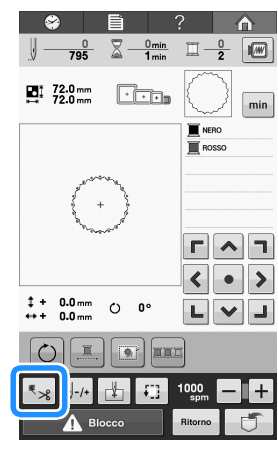 ?
0 0 min 0
795 1 min 2
72.0 mm
72.0 mm
min
NERO
ROSSO
+ 0.0 mm 0°
+ 0.0 mm
-/+
1000
spm
- +
Blocco
Ritorno